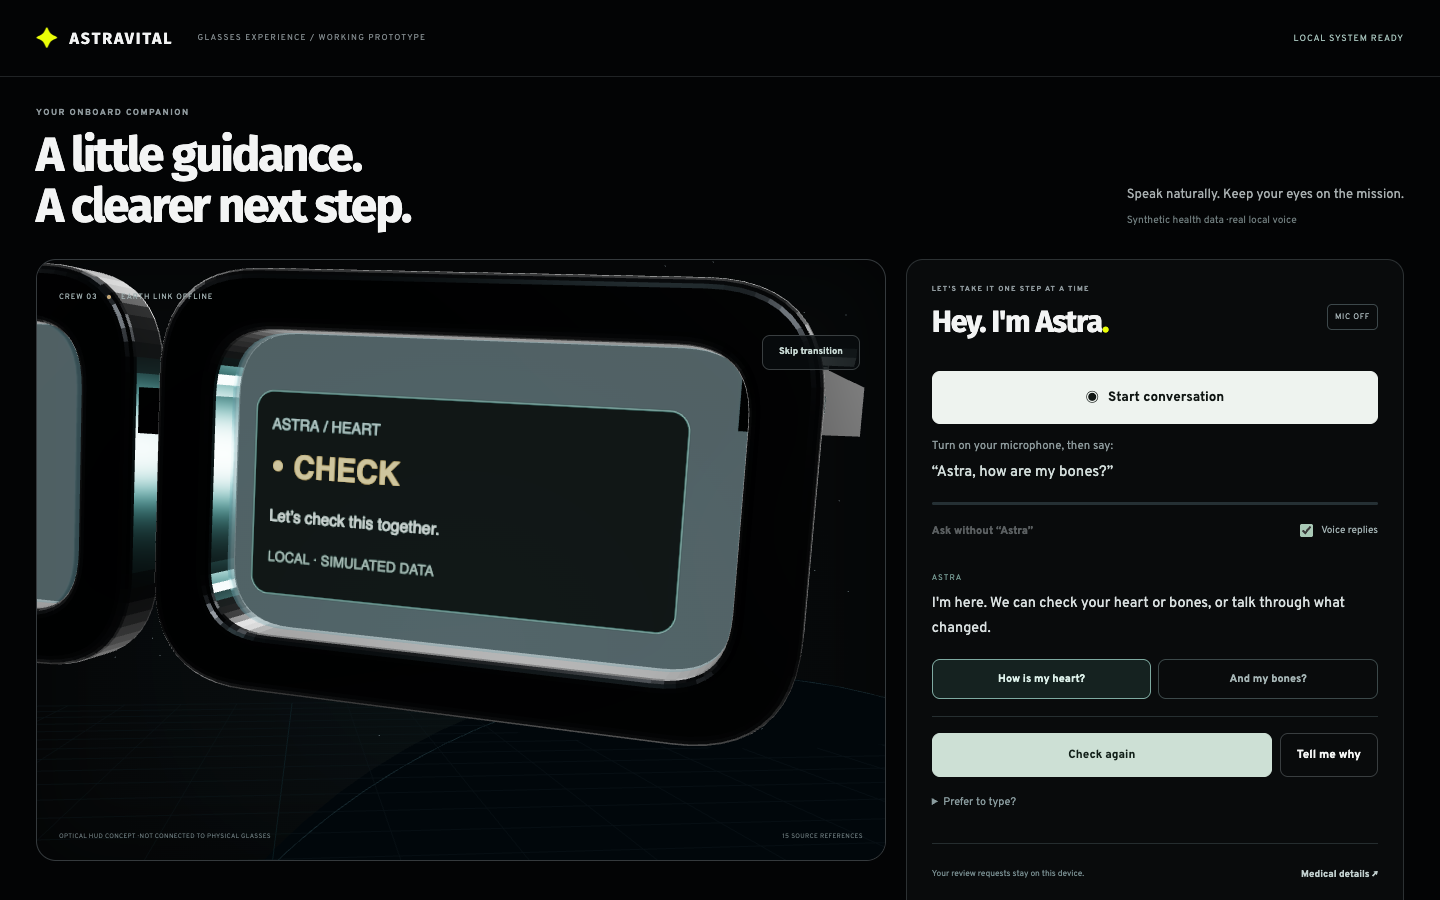 ASTRAVITAL
GLASSES EXPERIENCE / WORKING PROTOTYPE
LOCAL SYSTEM READY
YOUR ONBOARD COMPANION
A little guidance.
A clearer next step.
Speak naturally. Keep your eyes on the mission.
Synthetic health data ·real local voice
CREW 03 • EARTH LINK OFFLINE
Skip transition
ASTRA / HEART
• CHECK
Let's check this together.
LOCAL · SIMULATED DATA
OPTICAL HUD CONCEPT ·NOT CONNECTED TO PHYSICAL GLASSES
15 SOURCE REFERENCES
LET'S TAKE IT ONE STEP AT A TIME
Hey. I'm Astra.
MIC OFF
◉ Start conversation
Turn on your microphone, then say:
“Astra, how are my bones?”
Ask without “Astra”
Voice replies
ASTRA
I'm here. We can check your heart or bones, or talk through what
changed.
How is my heart?
And my bones?
Check again
Tell me why
▶ Prefer to type?
Your review requests stay on this device.
Medical details ↗